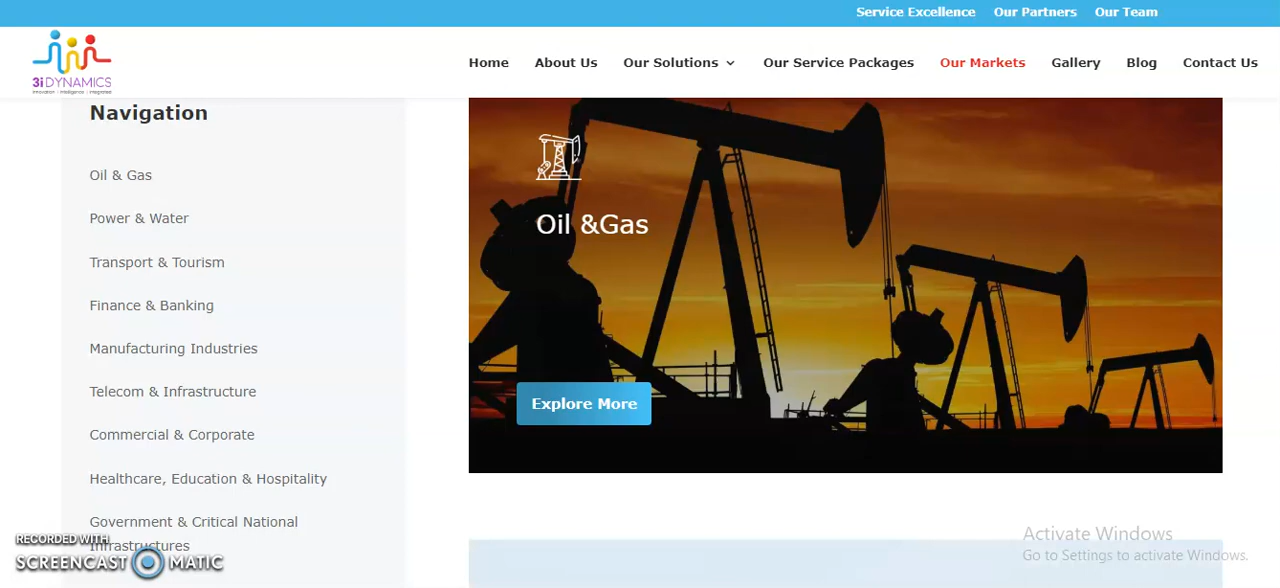 Service Excellence Our Partners Our Team
3i DYNAMICS
Innovation | Intelligence | Integrated
Home About Us Our Solutions Our Service Packages Our Markets Gallery Blog Contact Us
Navigation
Oil & Gas
Power & Water
Transport & Tourism
Finance & Banking
Manufacturing Industries
Telecom & Infrastructure
Commercial & Corporate
Healthcare, Education & Hospitality
Government & Critical National
Infrastructures
Oil &Gas
Explore More
RECORDED WITH
SCREENCAST MATIC
Activate Windows
Go to Settings to activate Windows.